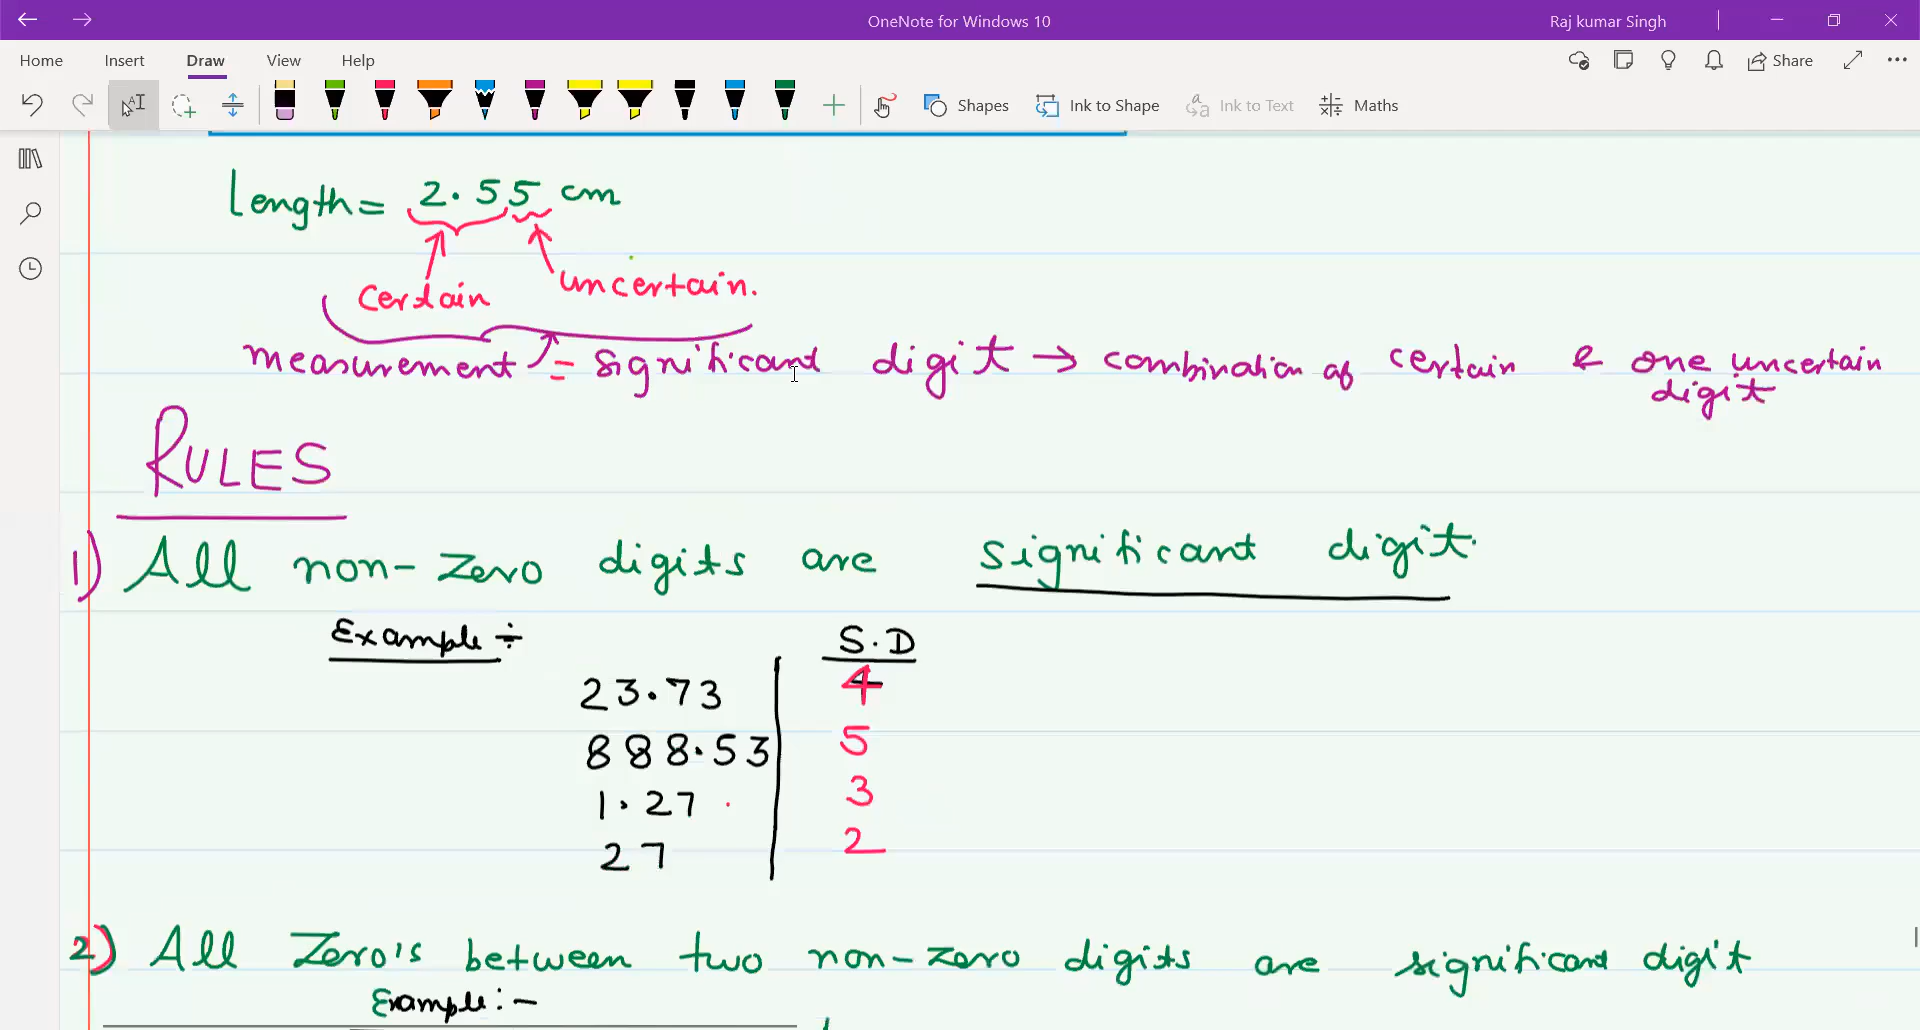 OneNote for Windows 10
Raj kumar Singh
Home Insert Draw View Help
Share
Shapes Ink to Shape Ink to Text Maths
Length = 2.55 cm
certain uncertain.
measurement = significant digit → combination of certain & one uncertain
digit
RULES
1) All non-zero digits are significant digit.
Example ÷ S.D
23.73 4
888.53 5
1.27 3
27 2
2) All Zero's between two non-zero digits are significant digit
Example :-